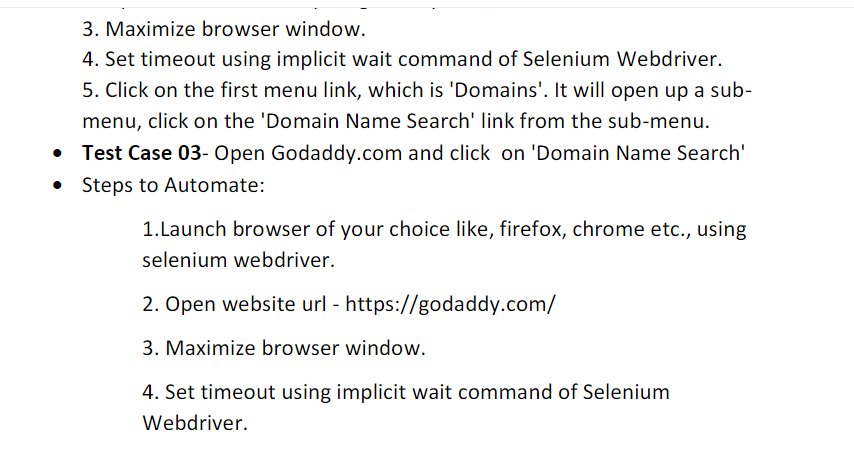 3. Maximize browser window.
4. Set timeout using implicit wait command of Selenium Webdriver.
5. Click on the first menu link, which is 'Domains'. It will open up a sub-
menu, click on the 'Domain Name Search' link from the sub-menu.
• Test Case 03- Open Godaddy.com and click  on 'Domain Name Search'
• Steps to Automate:
1.Launch browser of your choice like, firefox, chrome etc., using
selenium webdriver.
2. Open website url - https://godaddy.com/
3. Maximize browser window.
4. Set timeout using implicit wait command of Selenium
Webdriver.